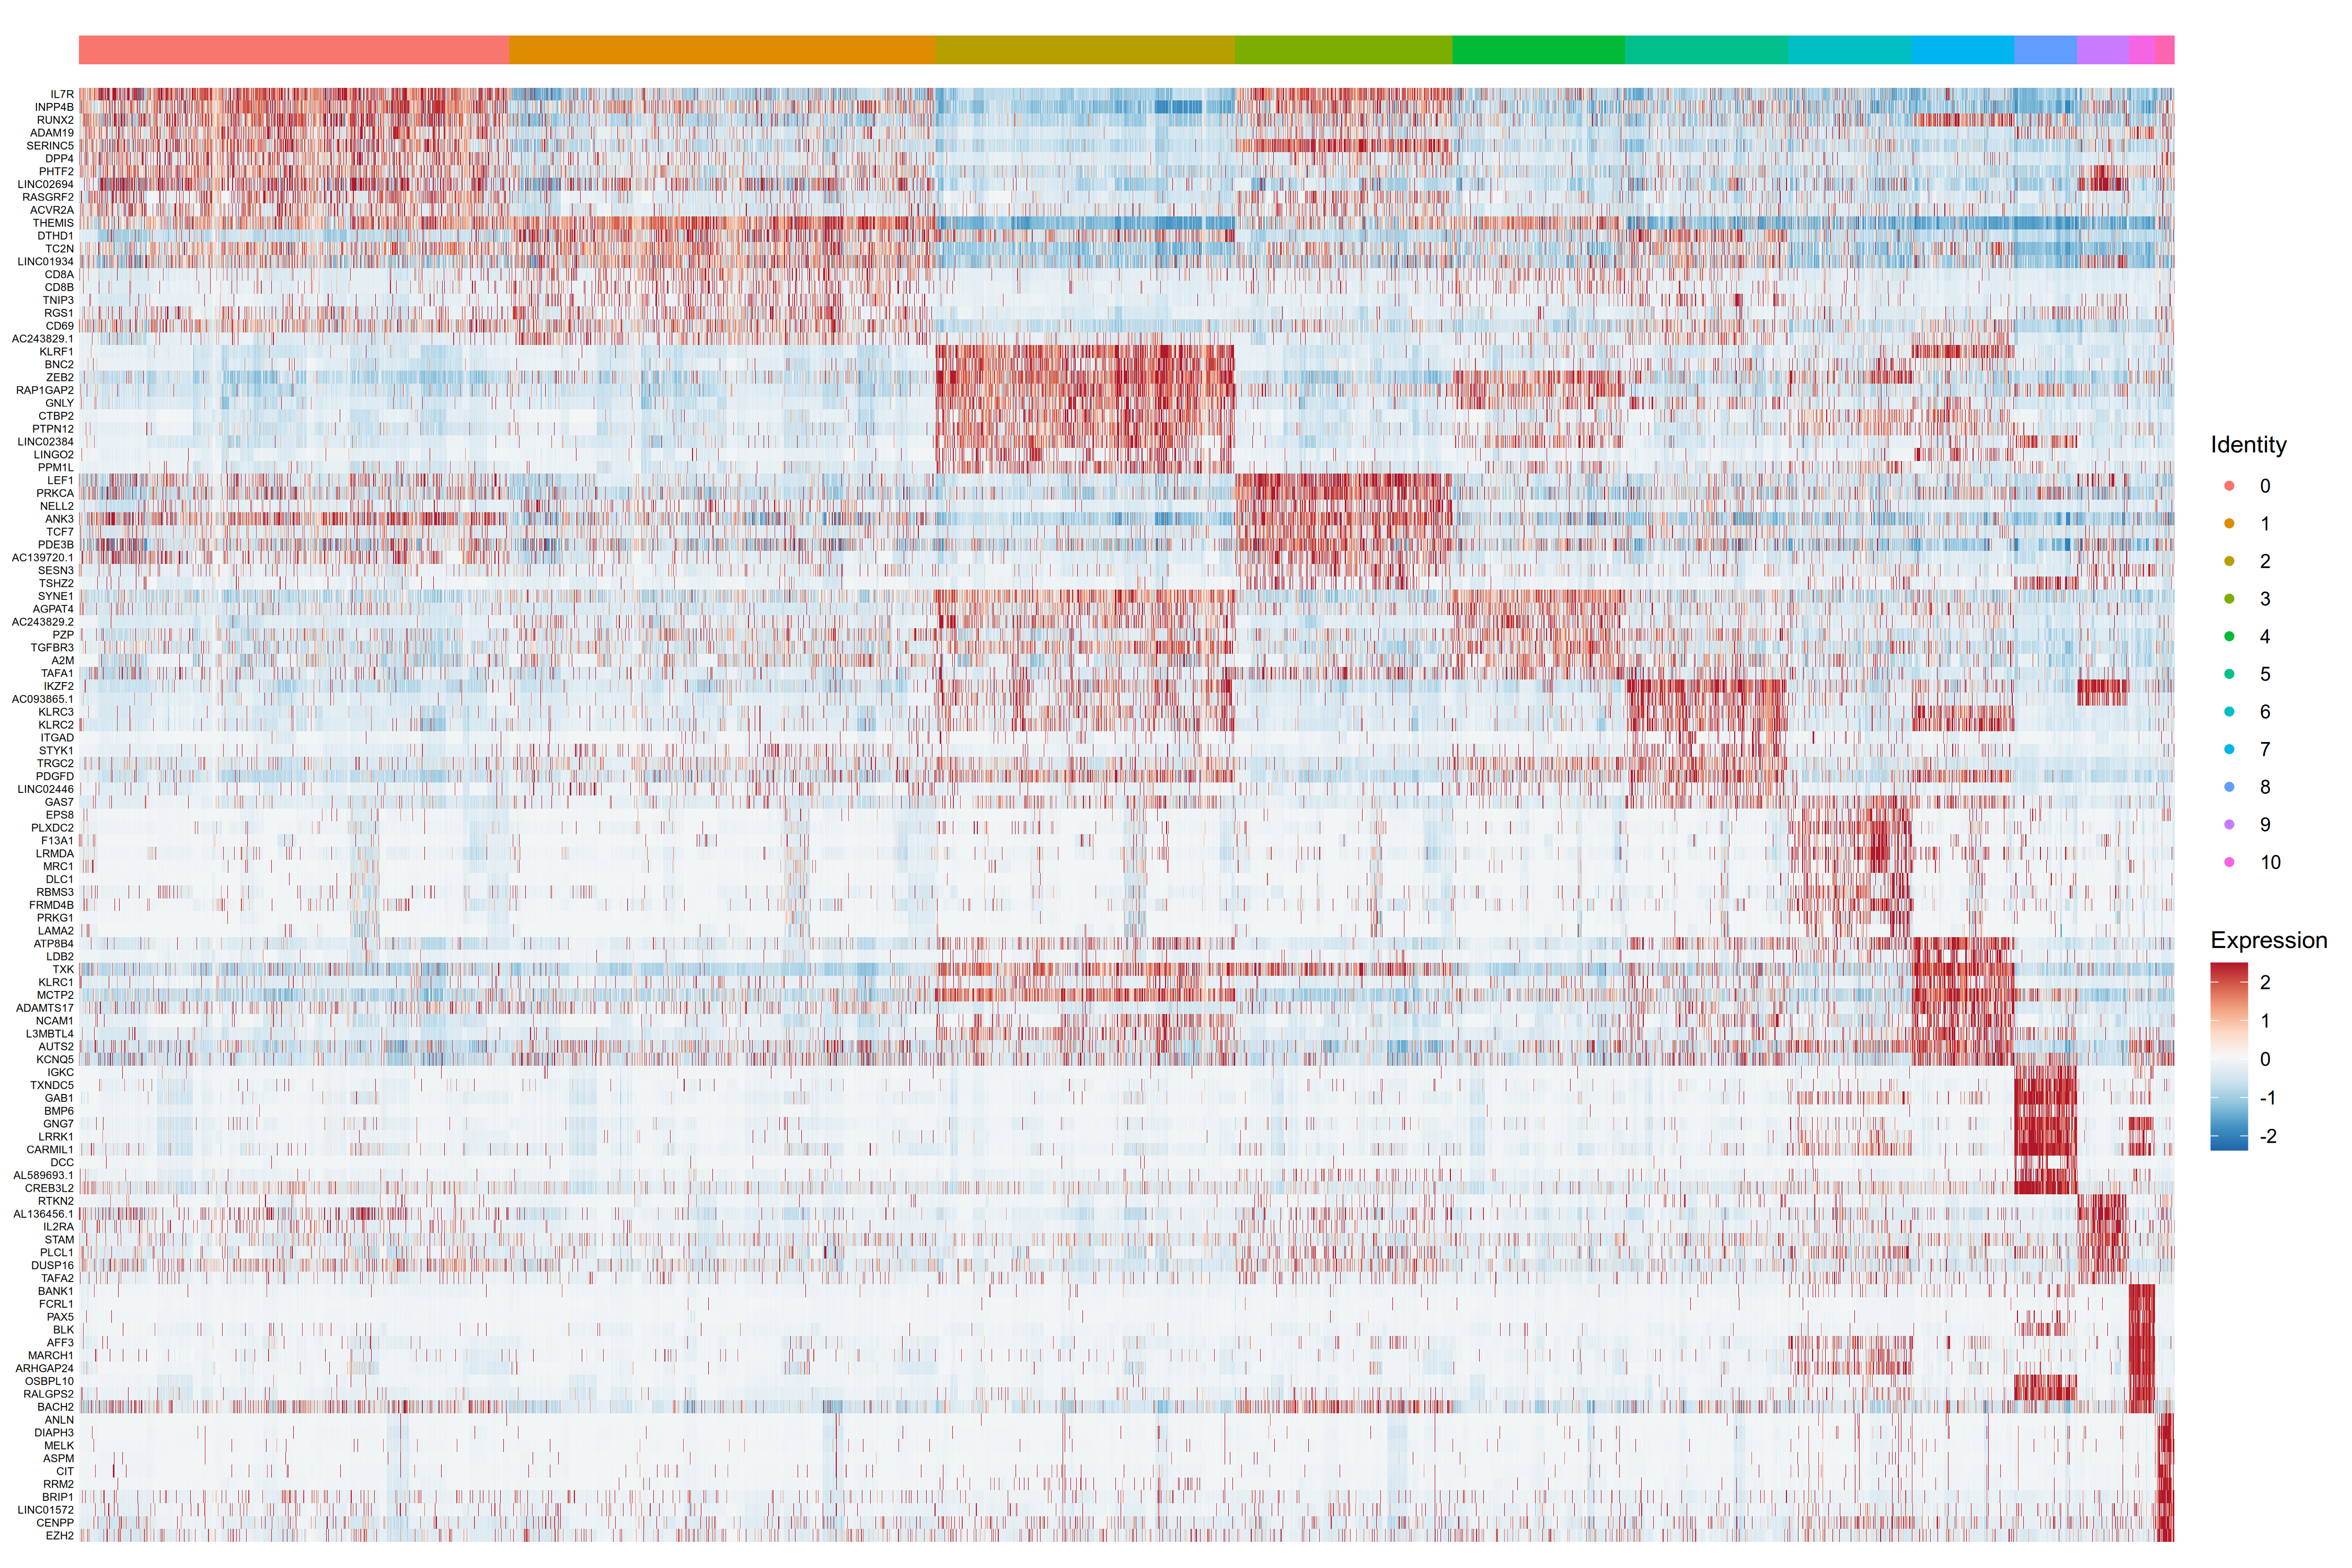 IL7R
INPP4B
RUNX2
ADAM19
SERINC5
DPP4
PHTF2
LINC02694
RASGRF2
ACVR2A
THEMIS
DTHD1
TC2N
LINC01934
CD8A
CD8B
TNIP3
RGS1
CD69
AC243829.1
KLRF1
BNC2
ZEB2
RAP1GAP2
GNLY
CTBP2
PTPN12
LINC02384
LINGO2
PPM1L
LEF1
PRKCA
NELL2
ANK3
TCF7
PDE3B
AC139720.1
SESN3
TSHZ2
SYNE1
AGPAT4
AC243829.2
PZP
TGFBR3
A2M
TAFA1
IKZF2
AC093865.1
KLRC3
KLRC2
ITGAD
STYK1
TRGC2
PDGFD
LINC02446
GAS7
EPS8
PLXDC2
F13A1
LRMDA
MRC1
DLC1
RBMS3
FRMD4B
PRKG1
LAMA2
ATP8B4
LDB2
TXK
KLRC1
MCTP2
ADAMTS17
NCAM1
L3MBTL4
AUTS2
KCNQ5
IGKC
TXNDC5
GAB1
BMP6
GNG7
LRRK1
CARMIL1
DCC
AL589693.1
CREB3L2
RTKN2
AL136456.1
IL2RA
STAM
PLCL1
DUSP16
TAFA2
BANK1
FCRL1
PAX5
BLK
AFF3
MARCH1
ARHGAP24
OSBPL10
RALGPS2
BACH2
ANLN
DIAPH3
MELK
ASPM
CIT
RRM2
BRIP1
LINC01572
CENPP
EZH2
Identity
0
1
2
3
4
5
6
7
8
9
10
Expression
2
1
0
-1
-2